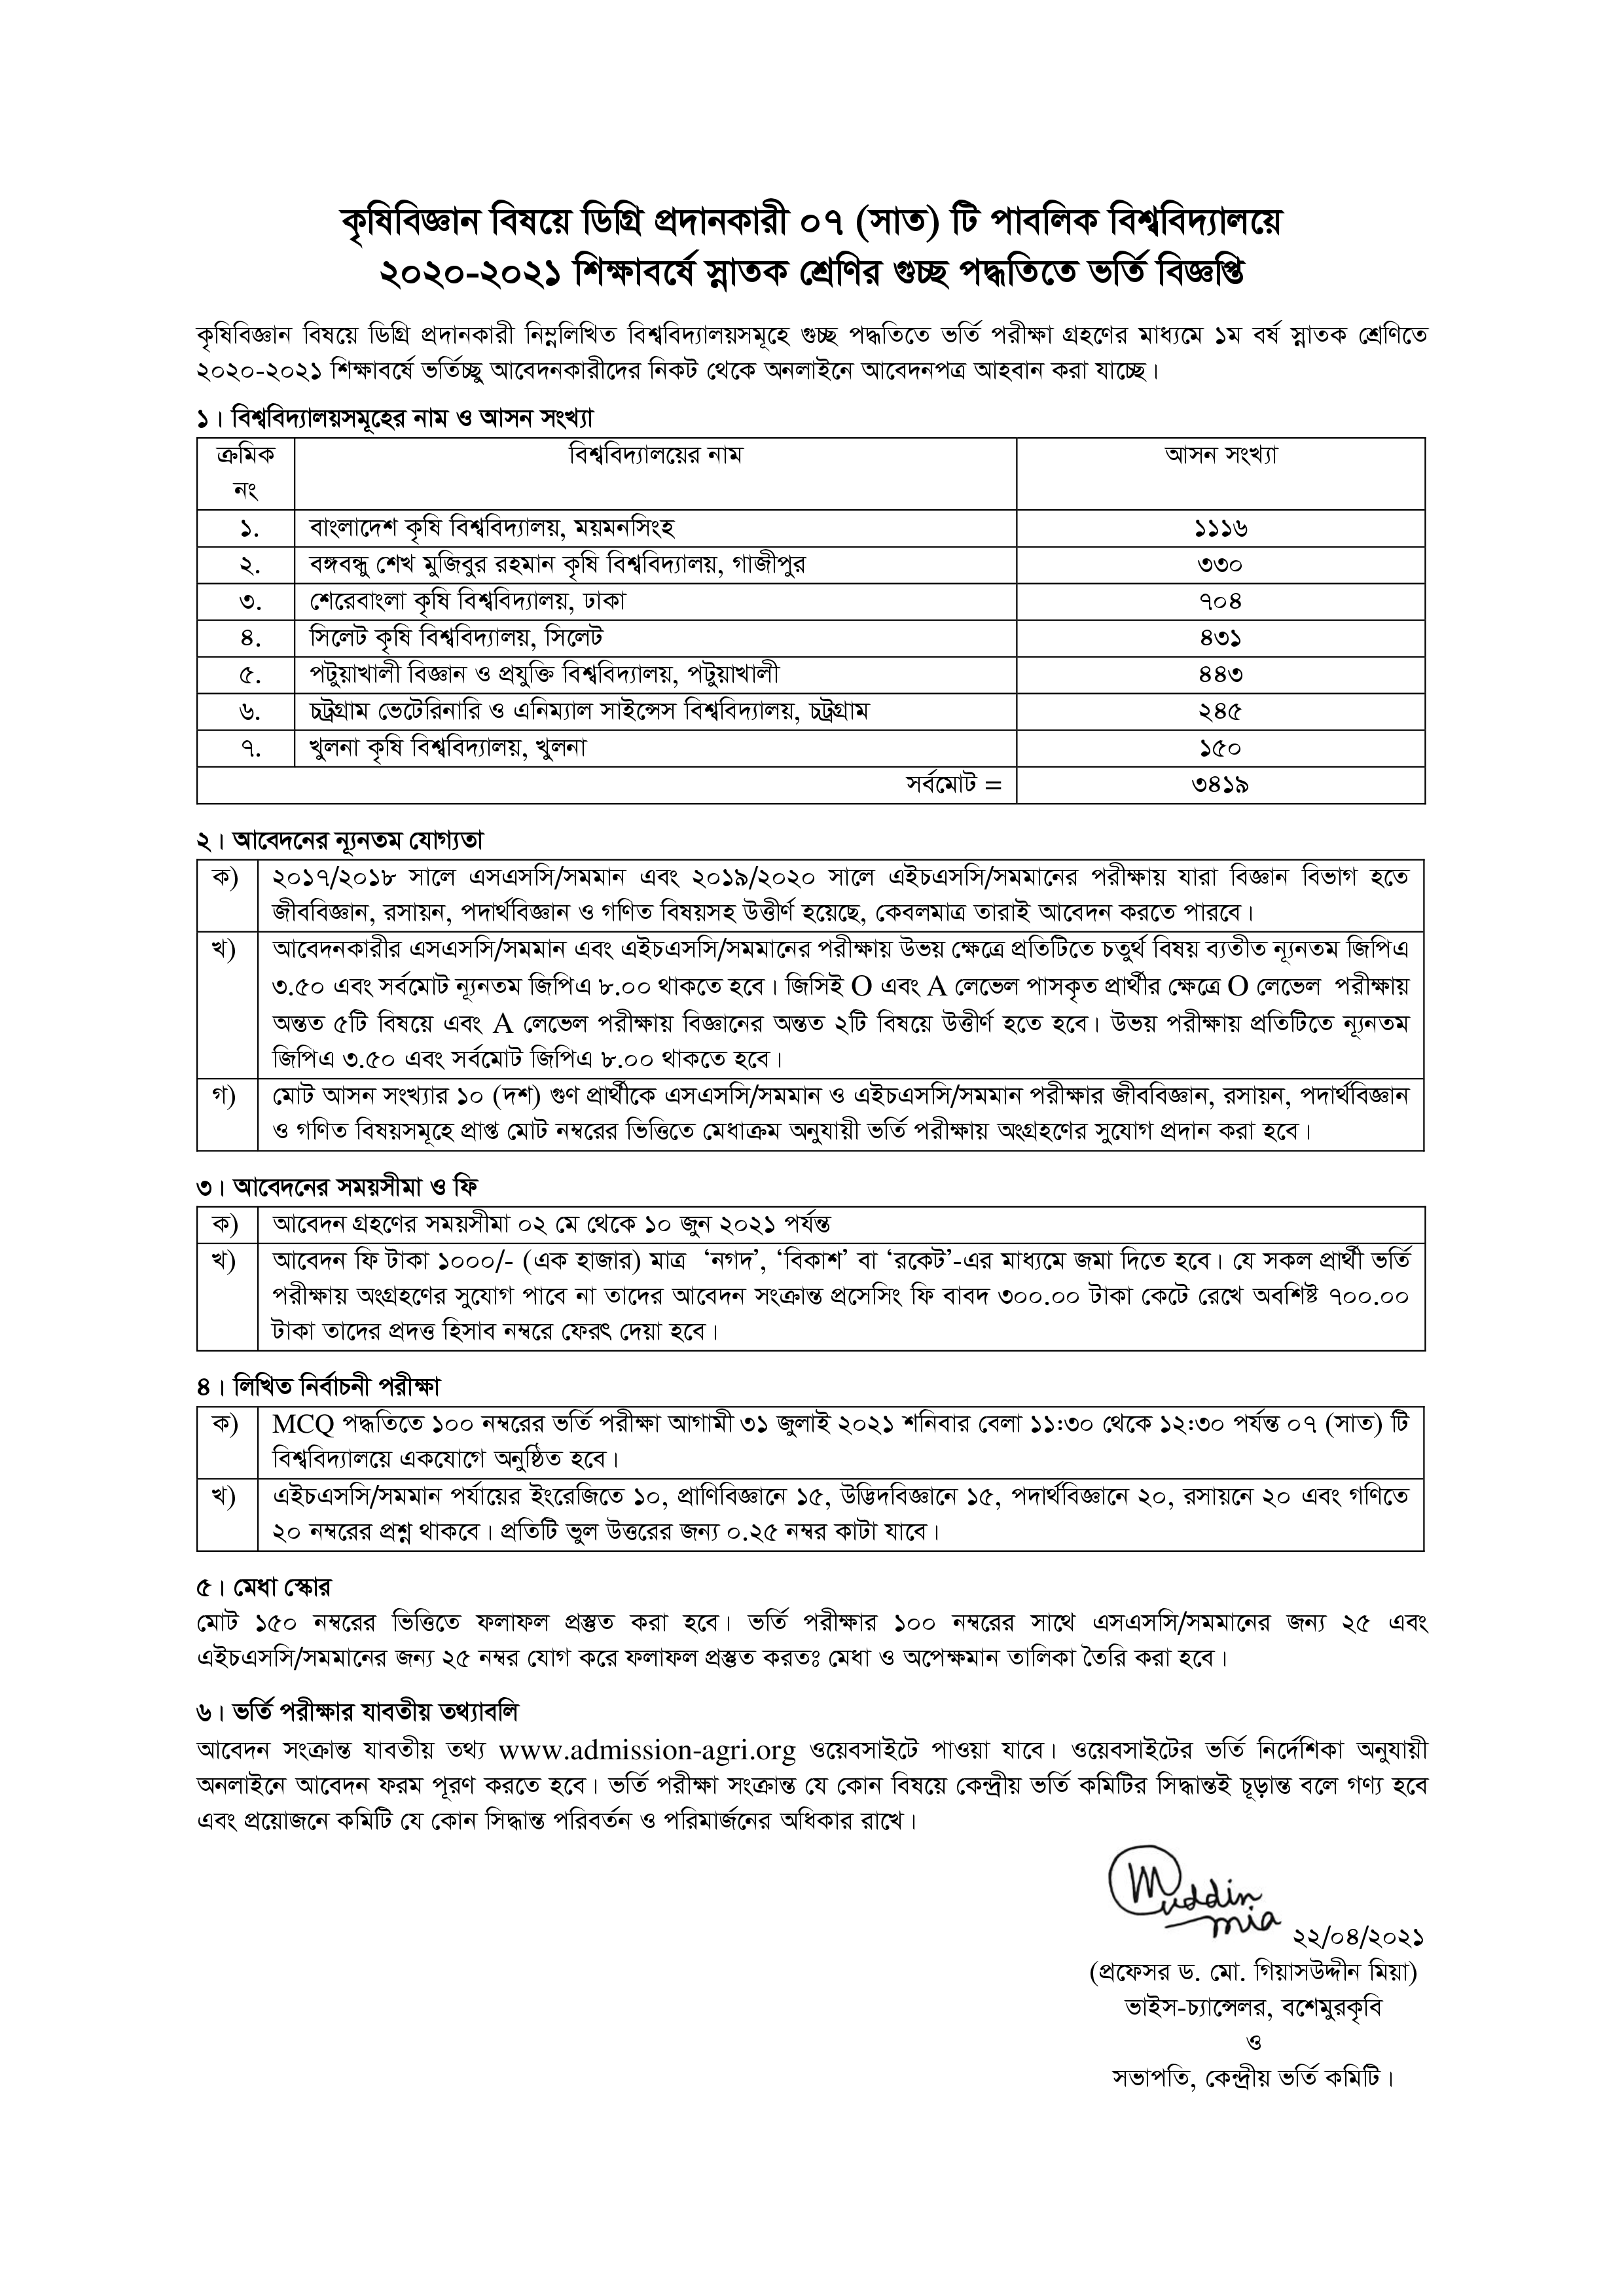 কৃষিবিজ্ঞান বিষয়ে ডিগ্রি প্রদানকারী ০৭ (সাত) টি পাবলিক বিশ্ববিদ্যালয়ে
২০২০-২০২১ শিক্ষাবর্ষে স্নাতক শ্রেণির গুচ্ছ পদ্ধতিতে ভর্তি বিজ্ঞপ্তি
কৃষিবিজ্ঞান বিষয়ে ডিগ্রি প্রদানকারী নিম্নলিখিত বিশ্ববিদ্যালয়সমূহে গুচ্ছ পদ্ধতিতে ভর্তি পরীক্ষা গ্রহণের মাধ্যমে ১ম বর্ষ স্নাতক শ্রেণিতে
২০২০-২০২১ শিক্ষাবর্ষে ভর্তিচ্ছু আবেদনকারীদের নিকট থেকে অনলাইনে আবেদনপত্র আহবান করা যাচ্ছে।
১। বিশ্ববিদ্যালয়সমূহের নাম ও আসন সংখ্যা
ক্রমিক নং বিশ্ববিদ্যালয়ের নাম আসন সংখ্যা
১. বাংলাদেশ কৃষি বিশ্ববিদ্যালয়, ময়মনসিংহ ১১১৬
২. বঙ্গবন্ধু শেখ মুজিবুর রহমান কৃষি বিশ্ববিদ্যালয়, গাজীপুর ৩৩০
৩. শেরেবাংলা কৃষি বিশ্ববিদ্যালয়, ঢাকা ৭০৪
৪. সিলেট কৃষি বিশ্ববিদ্যালয়, সিলেট ৪৩১
৫. পটুয়াখালী বিজ্ঞান ও প্রযুক্তি বিশ্ববিদ্যালয়, পটুয়াখালী ৪৪৩
৬. চট্রগ্রাম ভেটেরিনারি ও এনিম্যাল সাইন্সেস বিশ্ববিদ্যালয়, চট্রগ্রাম ২৪৫
৭. খুলনা কৃষি বিশ্ববিদ্যালয়, খুলনা ১৫০
সর্বমোট = ৩৪১৯
২। আবেদনের ন্যূনতম যোগ্যতা
ক) ২০১৭/২০১৮ সালে এসএসসি/সমমান এবং ২০১৯/২০২০ সালে এইচএসসি/সমমানের পরীক্ষায় যারা বিজ্ঞান বিভাগ হতে
জীববিজ্ঞান, রসায়ন, পদার্থবিজ্ঞান ও গণিত বিষয়সহ উত্তীর্ণ হয়েছে, কেবলমাত্র তারাই আবেদন করতে পারবে।
খ) আবেদনকারীর এসএসসি/সমমান এবং এইচএসসি/সমমানের পরীক্ষায় উভয় ক্ষেত্রে প্রতিটিতে চতুর্থ বিষয় ব্যতীত ন্যূনতম জিপিএ
৩.৫০ এবং সর্বমোট ন্যূনতম জিপিএ ৮.০০ থাকতে হবে। জিসিই O এবং A লেভেল পাসকৃত প্রার্থীর ক্ষেত্রে O লেভেল পরীক্ষায়
অন্তত ৫টি বিষয়ে এবং A লেভেল পরীক্ষায় বিজ্ঞানের অন্তত ২টি বিষয়ে উত্তীর্ণ হতে হবে। উভয় পরীক্ষায় প্রতিটিতে ন্যূনতম
জিপিএ ৩.৫০ এবং সর্বমোট জিপিএ ৮.০০ থাকতে হবে।
গ) মোট আসন সংখ্যার ১০ (দশ) গুণ প্রার্থীকে এসএসসি/সমমান ও এইচএসসি/সমমান পরীক্ষার জীববিজ্ঞান, রসায়ন, পদার্থবিজ্ঞান
ও গণিত বিষয়সমূহে প্রাপ্ত মোট নম্বরের ভিত্তিতে মেধাক্রম অনুযায়ী ভর্তি পরীক্ষায় অংগ্রহণের সুযোগ প্রদান করা হবে।
৩। আবেদনের সময়সীমা ও ফি
ক) আবেদন গ্রহণের সময়সীমা ০২ মে থেকে ১০ জুন ২০২১ পর্যন্ত
খ) আবেদন ফি টাকা ১০০০/- (এক হাজার) মাত্র ‘নগদ’, ‘বিকাশ’ বা ‘রকেট’-এর মাধ্যমে জমা দিতে হবে। যে সকল প্রার্থী ভর্তি
পরীক্ষায় অংগ্রহণের সুযোগ পাবে না তাদের আবেদন সংক্রান্ত প্রসেসিং ফি বাবদ ৩০০.০০ টাকা কেটে রেখে অবশিষ্ট ৭০০.০০
টাকা তাদের প্রদত্ত হিসাব নম্বরে ফেরৎ দেয়া হবে।
৪। লিখিত নির্বাচনী পরীক্ষা
ক) MCQ পদ্ধতিতে ১০০ নম্বরের ভর্তি পরীক্ষা আগামী ৩১ জুলাই ২০২১ শনিবার বেলা ১১:৩০ থেকে ১২:৩০ পর্যন্ত ০৭ (সাত) টি
বিশ্ববিদ্যালয়ে একযোগে অনুষ্ঠিত হবে।
খ) এইচএসসি/সমমান পর্যায়ের ইংরেজিতে ১০, প্রাণিবিজ্ঞানে ১৫, উদ্ভিদবিজ্ঞানে ১৫, পদার্থবিজ্ঞানে ২০, রসায়নে ২০ এবং গণিতে
২০ নম্বরের প্রশ্ন থাকবে। প্রতিটি ভুল উত্তরের জন্য ০.২৫ নম্বর কাটা যাবে।
৫। মেধা স্কোর
মোট ১৫০ নম্বরের ভিত্তিতে ফলাফল প্রস্তুত করা হবে। ভর্তি পরীক্ষার ১০০ নম্বরের সাথে এসএসসি/সমমানের জন্য ২৫ এবং
এইচএসসি/সমমানের জন্য ২৫ নম্বর যোগ করে ফলাফল প্রস্তুত করতঃ মেধা ও অপেক্ষমান তালিকা তৈরি করা হবে।
৬। ভর্তি পরীক্ষার যাবতীয় তথ্যাবলি
আবেদন সংক্রান্ত যাবতীয় তথ্য www.admission-agri.org ওয়েবসাইটে পাওয়া যাবে। ওয়েবসাইটের ভর্তি নির্দেশিকা অনুযায়ী
অনলাইনে আবেদন ফরম পূরণ করতে হবে। ভর্তি পরীক্ষা সংক্রান্ত যে কোন বিষয়ে কেন্দ্রীয় ভর্তি কমিটির সিদ্ধান্তই চূড়ান্ত বলে গণ্য হবে
এবং প্রয়োজনে কমিটি যে কোন সিদ্ধান্ত পরিবর্তন ও পরিমার্জনের অধিকার রাখে।
Muddin
mia ২২/০৪/২০২১
(প্রফেসর ড. মো. গিয়াসউদ্দীন মিয়া)
ভাইস-চ্যান্সেলর, বশেমুরকৃবি
ও
সভাপতি, কেন্দ্রীয় ভর্তি কমিটি।